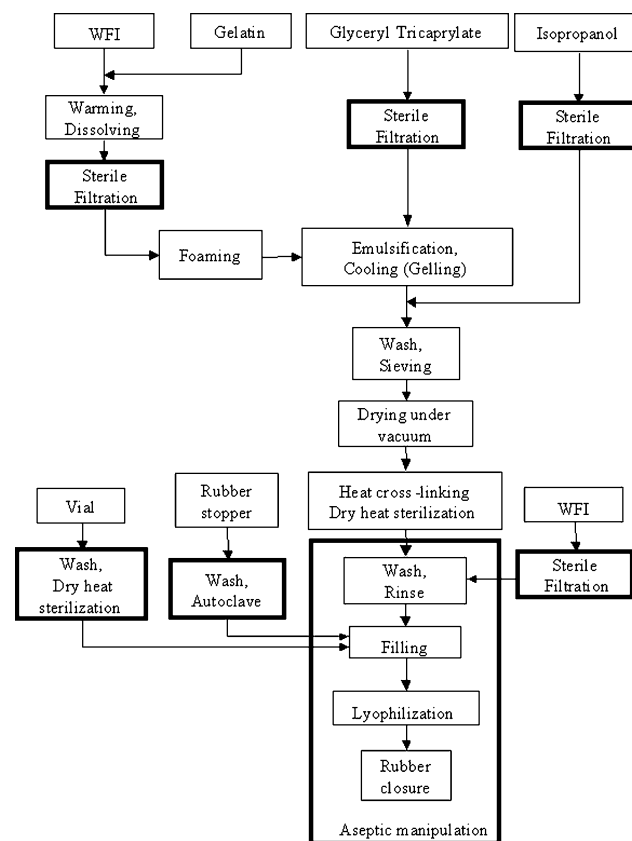 WFI
Gelatin
Glyceryl Tricaprylate
Isopropanol
Warming,
Dissolving
Sterile
Filtration
Sterile
Filtration
Sterile
Filtration
Foaming
Emulsification,
Cooling (Gelling)
Wash,
Sieving
Drying under
vacuum
Heat cross -linking
Dry heat sterilization
Vial
Rubber
stopper
WFI
Wash,
Dry heat
sterilization
Wash,
Autoclave
Wash,
Rinse
Sterile
Filtration
Filling
Lyophilization
Rubber
closure
Aseptic manipulation